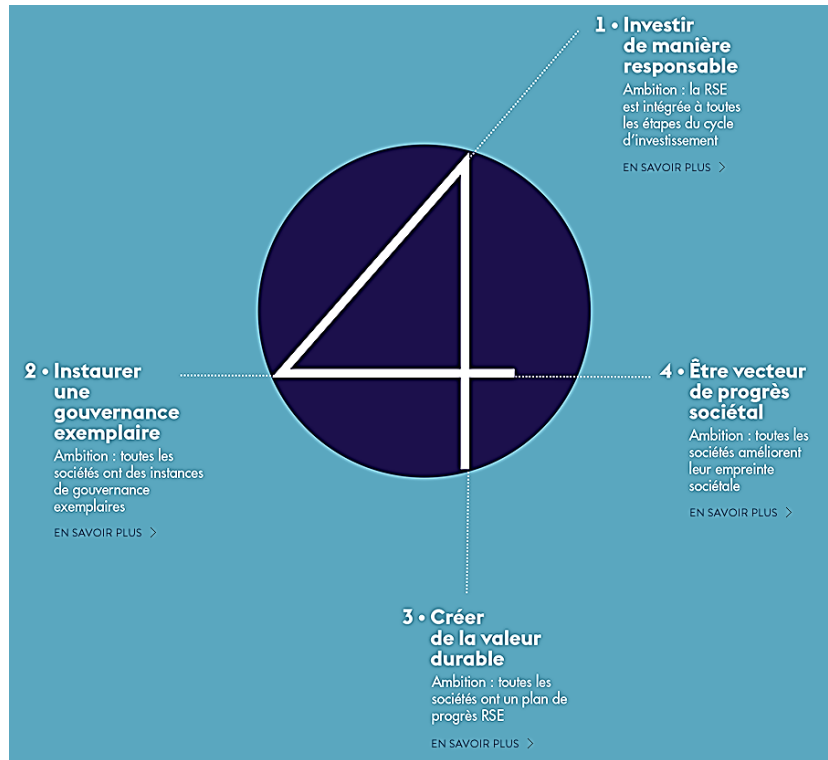 1 • Investir
de manière
responsable
Ambition : la RSE
est intégrée à toutes
les étapes du cycle
d'investissement
EN SAVOIR PLUS >
4
2 • Instaurer
une
gouvernance
exemplaire
Ambition : toutes les
sociétés ont des instances
de gouvernance
exemplaires
EN SAVOIR PLUS >
3 • Créer
de la valeur
durable
Ambition : toutes les
sociétés ont un plan de
progrès RSE
EN SAVOIR PLUS >
4 • Être vecteur
de progrès
sociétal
Ambition : toutes les
sociétés améliorent
leur empreinte
sociétale
EN SAVOIR PLUS >